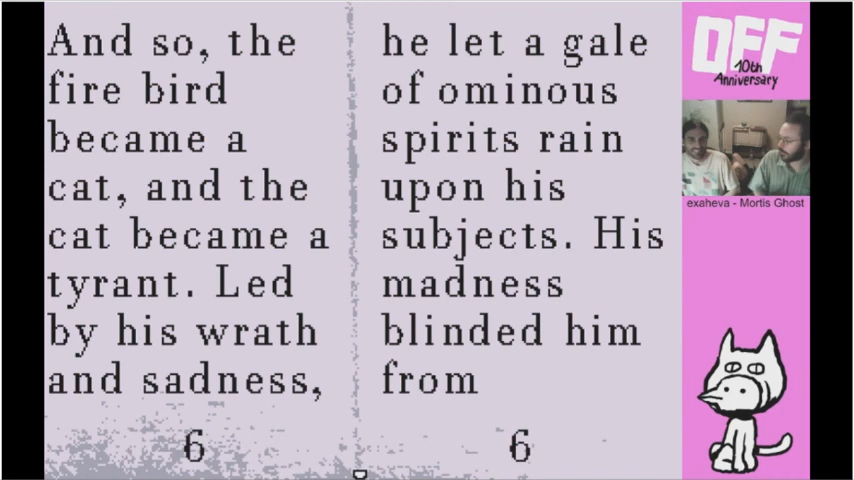 And so, the
fire bird
became a
cat, and the
cat became a
tyrant. Led
by his wrath
and sadness,
6
he let a gale
of ominous
spirits rain
upon his
subjects. His
madness
blinded him
from
6
OFF
10th
Anniversary
exaheva - Mortis Ghost